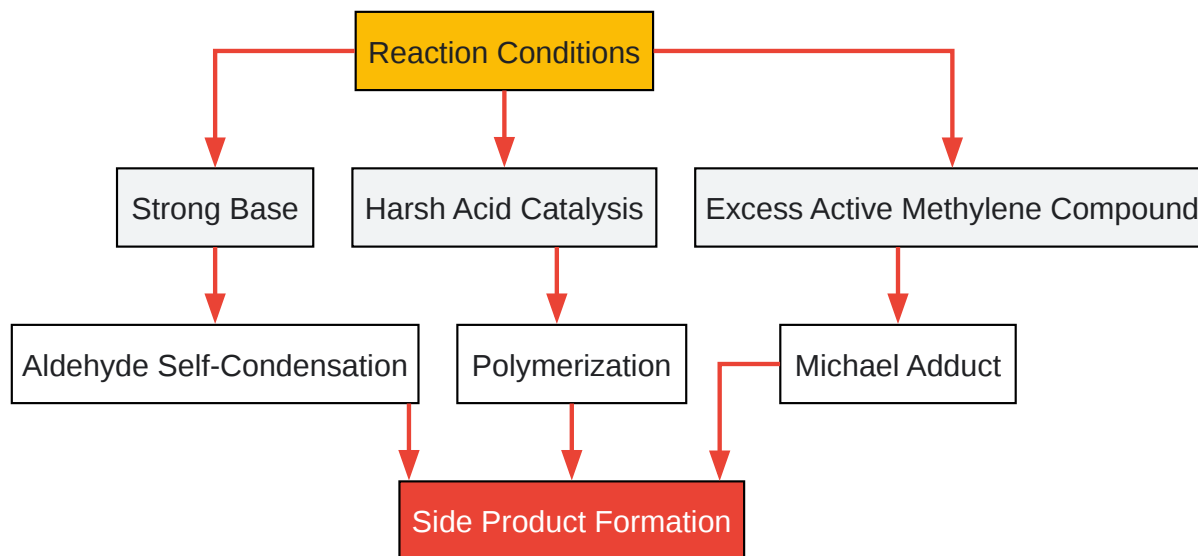 Reaction Conditions
Strong Base
Harsh Acid Catalysis
Excess Active Methylene Compound
Aldehyde Self-Condensation
Polymerization
Michael Adduct
Side Product Formation